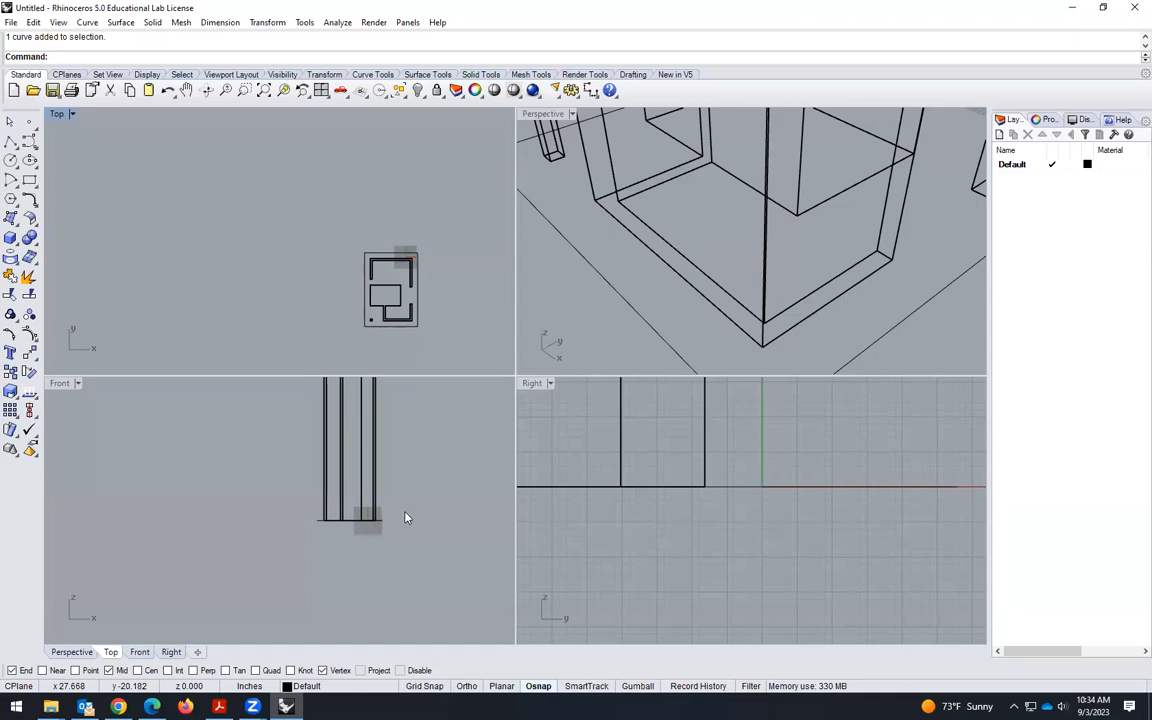 Untitled - Rhinoceros 5.0 Educational Lab License
File Edit View Curve Surface Solid Mesh Dimension Transform Tools Analyze Render Panels Help
1 curve added to selection.
Command:
Standard CPlanes Set View Display Select Viewport Layout Visibility Transform Curve Tools Surface Tools Solid Tools Mesh Tools Render Tools Drafting New in V5
Top
Perspective
Lay... Pro... Dis... Help
Name Material
Default
y
x
z
y
x
Front
Right
z
x
z
y
Perspective Top Front Right
End Near Point Mid Cen Int Perp Tan Quad Knot Vertex Project Disable
CPlane x 27.668 y -20.182 z 0.000 Inches Default Grid Snap Ortho Planar Osnap SmartTrack Gumball Record History Filter Memory use: 330 MB
73°F Sunny
10:34 AM
9/3/2023